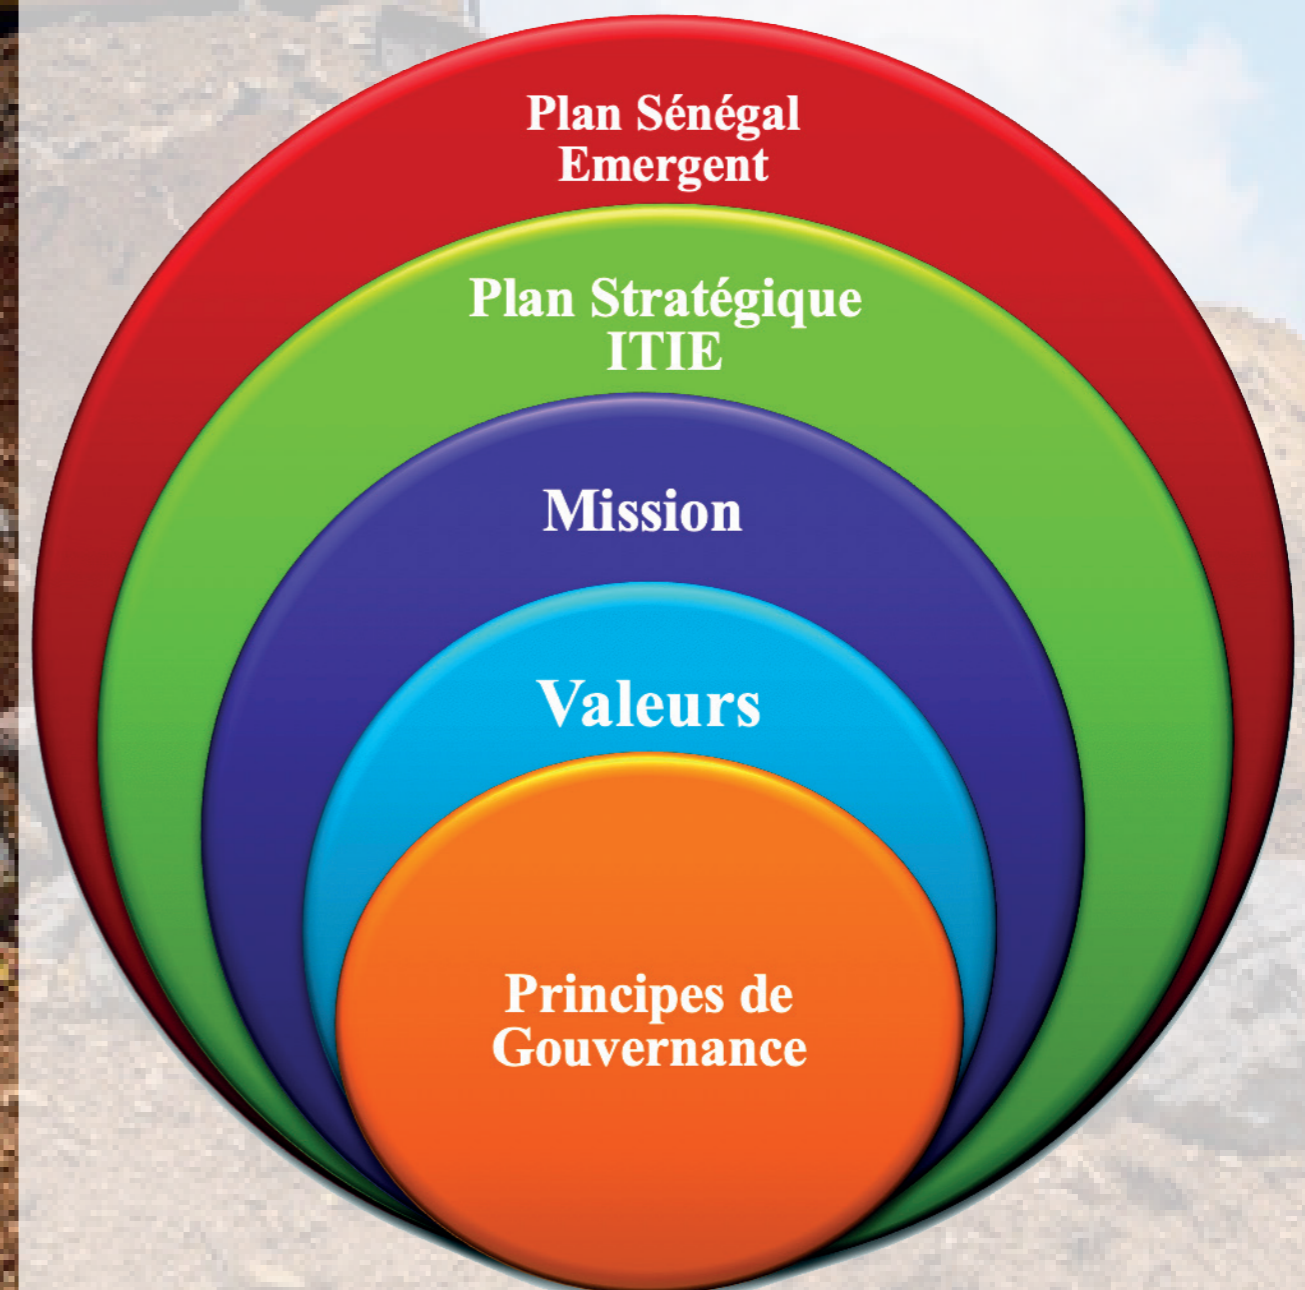 Plan Sénégal
Emergent
Plan Stratégique
ITIE
Mission
Valeurs
Principes de
Gouvernance